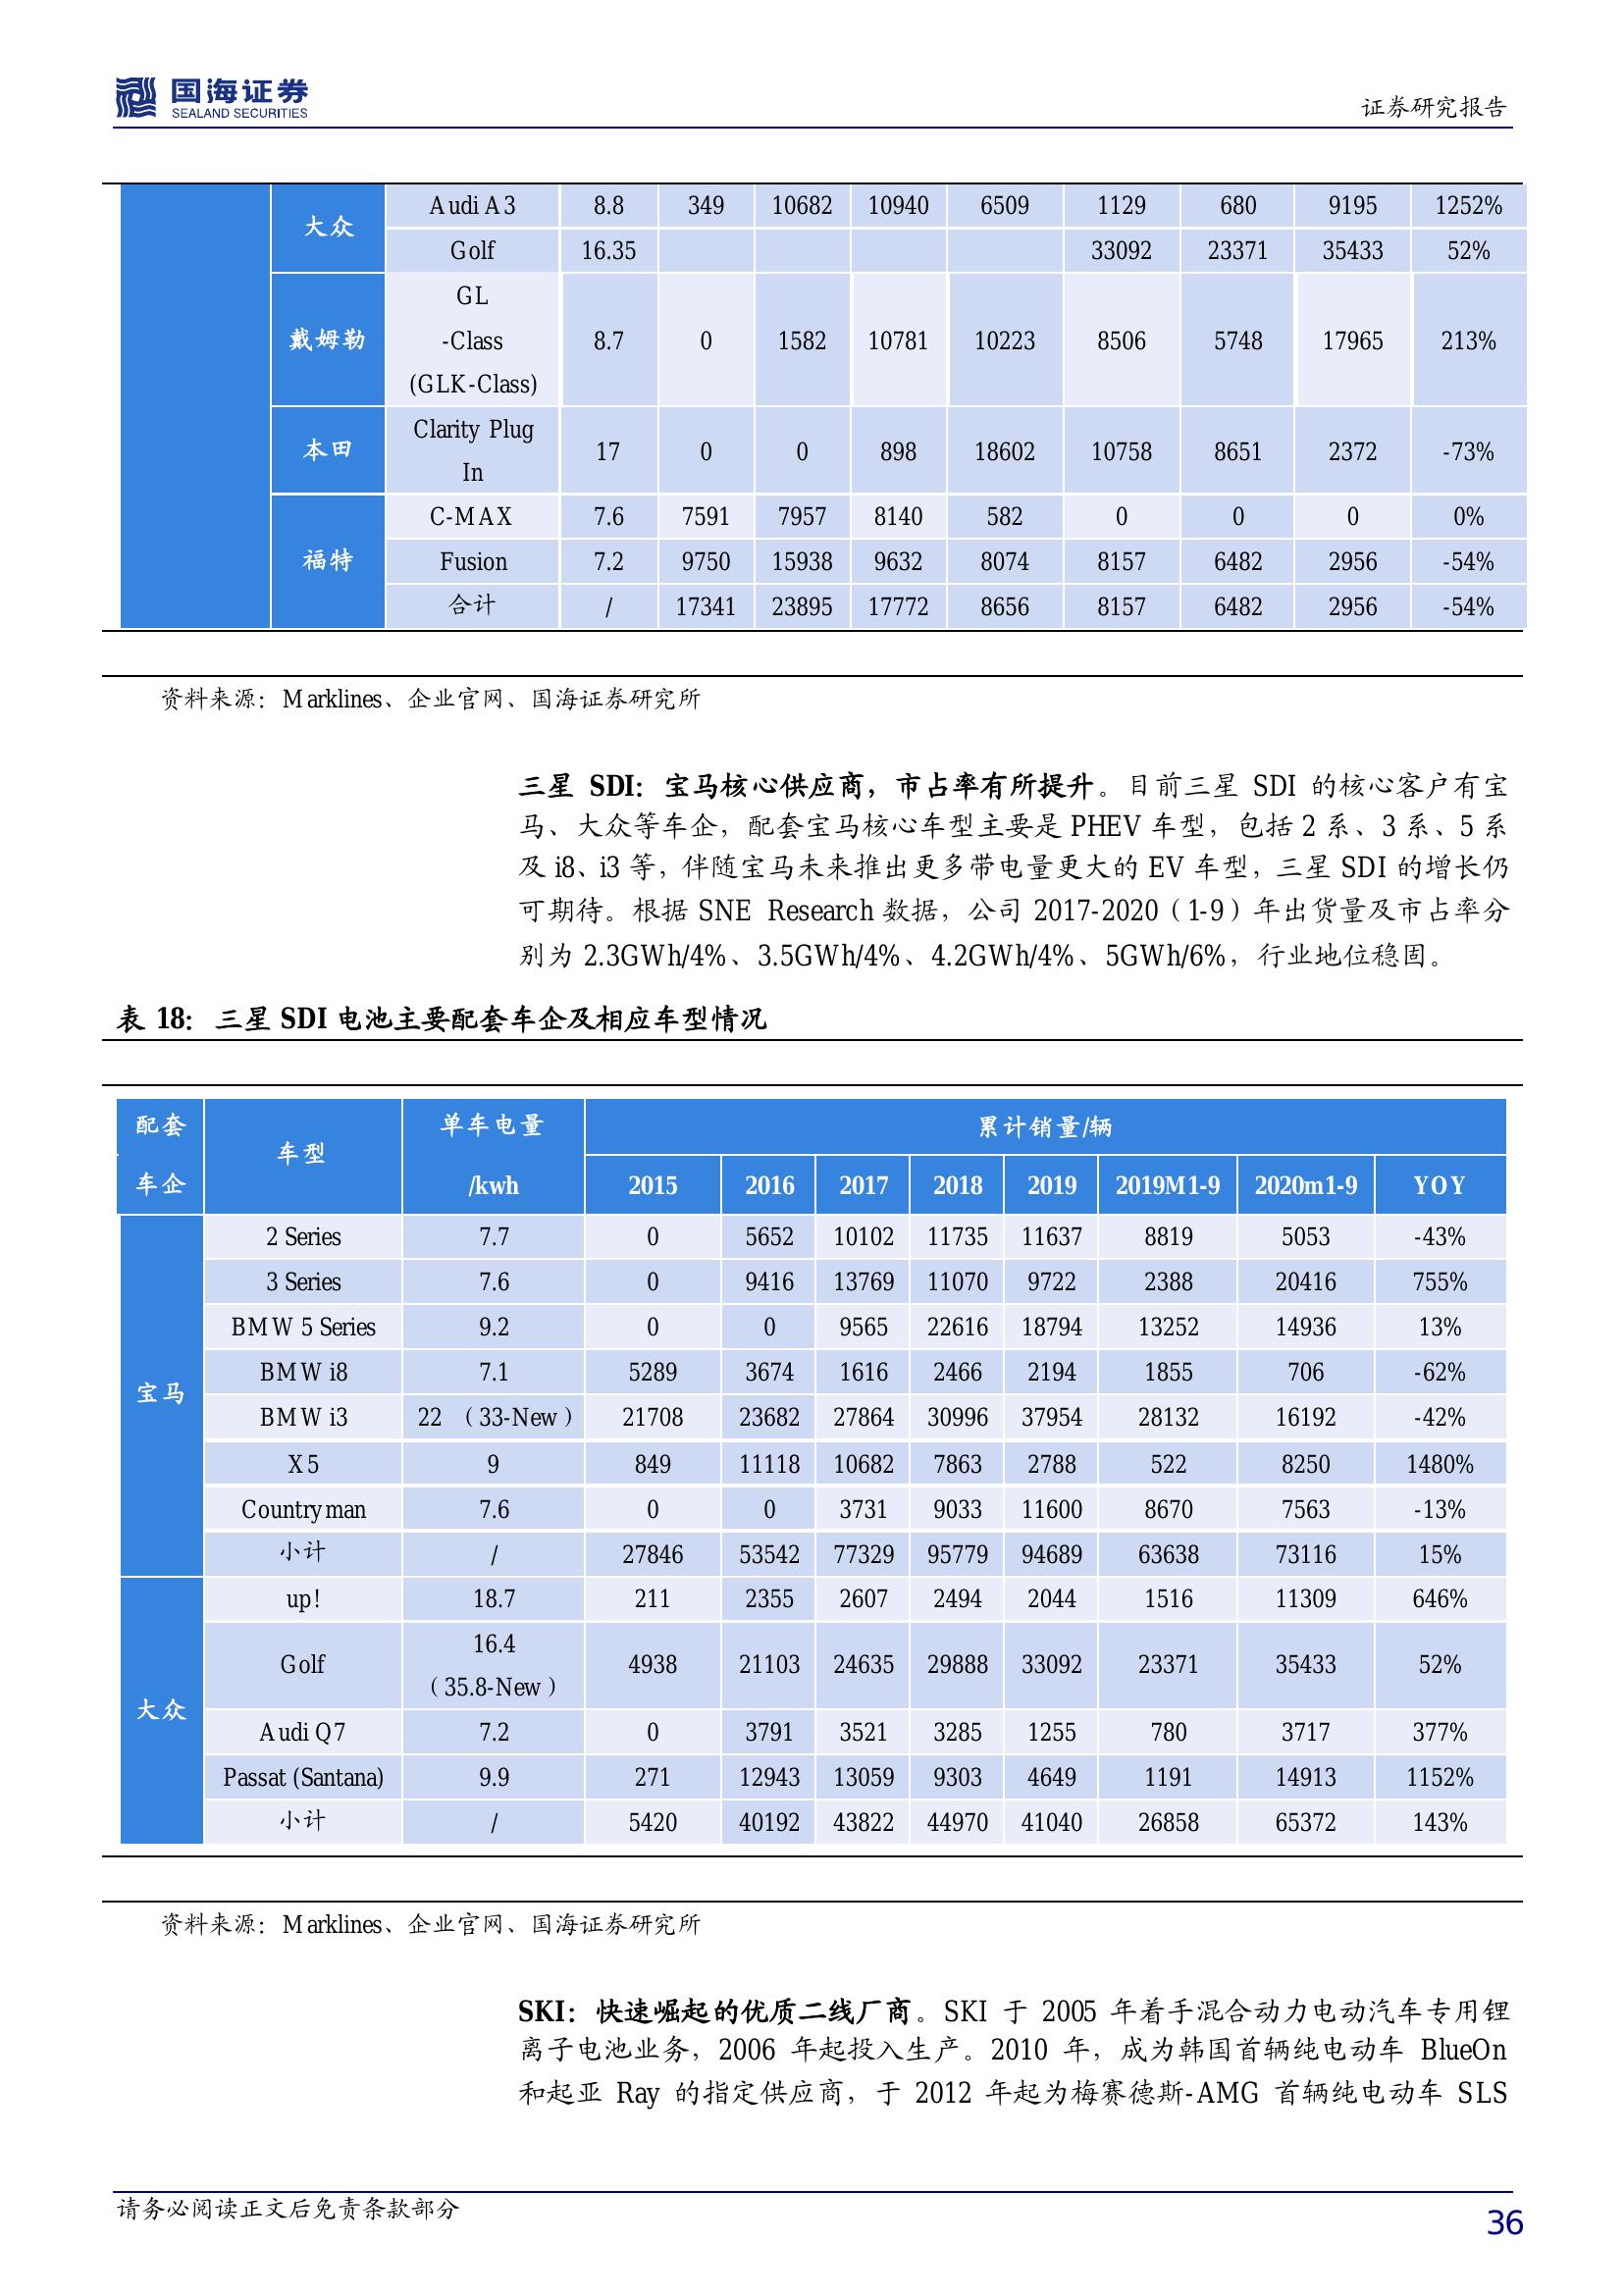 国海证券
SEALAND SECURITIES
证券研究报告
大众 Audi A3 8.8 349 10682 10940 6509 1129 680 9195 1252%
Golf 16.35 33092 23371 35433 52%
戴姆勒 GL
-Class
(GLK-Class) 8.7 0 1582 10781 10223 8506 5748 17965 213%
本田 Clarity Plug
In 17 0 0 898 18602 10758 8651 2372 -73%
福特 C-MAX 7.6 7591 7957 8140 582 0 0 0 0%
Fusion 7.2 9750 15938 9632 8074 8157 6482 2956 -54%
合计 / 17341 23895 17772 8656 8157 6482 2956 -54%
资料来源：Marklines、企业官网、国海证券研究所
三星 SDI：宝马核心供应商，市占率有所提升。目前三星 SDI 的核心客户有宝
马、大众等车企，配套宝马核心车型主要是 PHEV 车型，包括 2 系、3 系、5 系
及 i8、i3 等，伴随宝马未来推出更多带电量更大的 EV 车型，三星 SDI 的增长仍
可期待。根据 SNE Research 数据，公司 2017-2020（1-9）年出货量及市占率分
别为 2.3GWh/4%、3.5GWh/4%、4.2GWh/4%、5GWh/6%，行业地位稳固。
表 18：三星 SDI 电池主要配套车企及相应车型情况
配套
车企 车型 单车电量
/kwh 累计销量/辆
2015 2016 2017 2018 2019 2019M1-9 2020m1-9 YOY
宝马 2 Series 7.7 0 5652 10102 11735 11637 8819 5053 -43%
3 Series 7.6 0 9416 13769 11070 9722 2388 20416 755%
BMW 5 Series 9.2 0 0 9565 22616 18794 13252 14936 13%
BMW i8 7.1 5289 3674 1616 2466 2194 1855 706 -62%
BMW i3 22 （33-New） 21708 23682 27864 30996 37954 28132 16192 -42%
X5 9 849 11118 10682 7863 2788 522 8250 1480%
Countryman 7.6 0 0 3731 9033 11600 8670 7563 -13%
小计 / 27846 53542 77329 95779 94689 63638 73116 15%
大众 up! 18.7 211 2355 2607 2494 2044 1516 11309 646%
Golf 16.4
（35.8-New） 4938 21103 24635 29888 33092 23371 35433 52%
Audi Q7 7.2 0 3791 3521 3285 1255 780 3717 377%
Passat (Santana) 9.9 271 12943 13059 9303 4649 1191 14913 1152%
小计 / 5420 40192 43822 44970 41040 26858 65372 143%
资料来源：Marklines、企业官网、国海证券研究所
SKI：快速崛起的优质二线厂商。SKI 于 2005 年着手混合动力电动汽车专用锂
离子电池业务，2006 年起投入生产。2010 年，成为韩国首辆纯电动车 BlueOn
和起亚 Ray 的指定供应商，于 2012 年起为梅赛德斯-AMG 首辆纯电动车 SLS
请务必阅读正文后免责条款部分
36